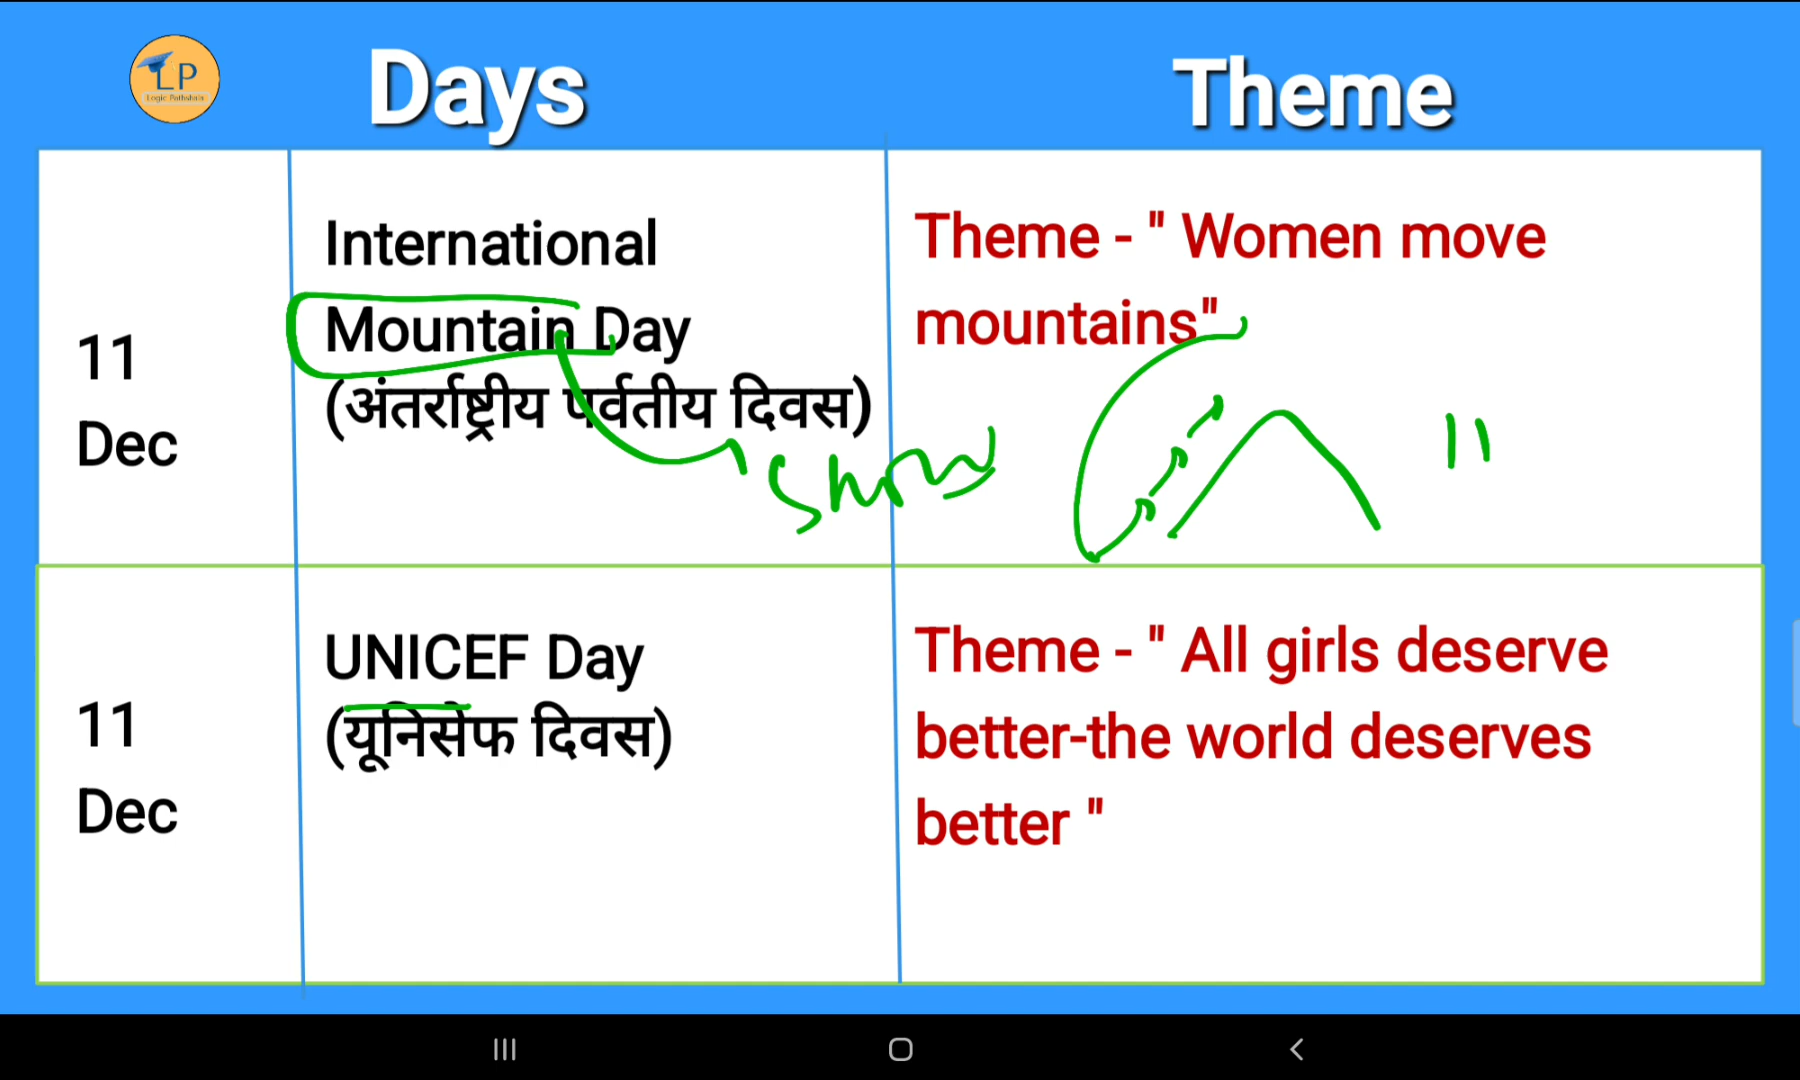 LP
Logic Pathshala
Days
Theme
11
Dec
International
Mountain Day
(अंतर्राष्ट्रीय पर्वतीय दिवस)
Theme - " Women move
mountains"
11
11
Dec
UNICEF Day
(यूनिसेफ दिवस)
Theme - " All girls deserve
better-the world deserves
better "